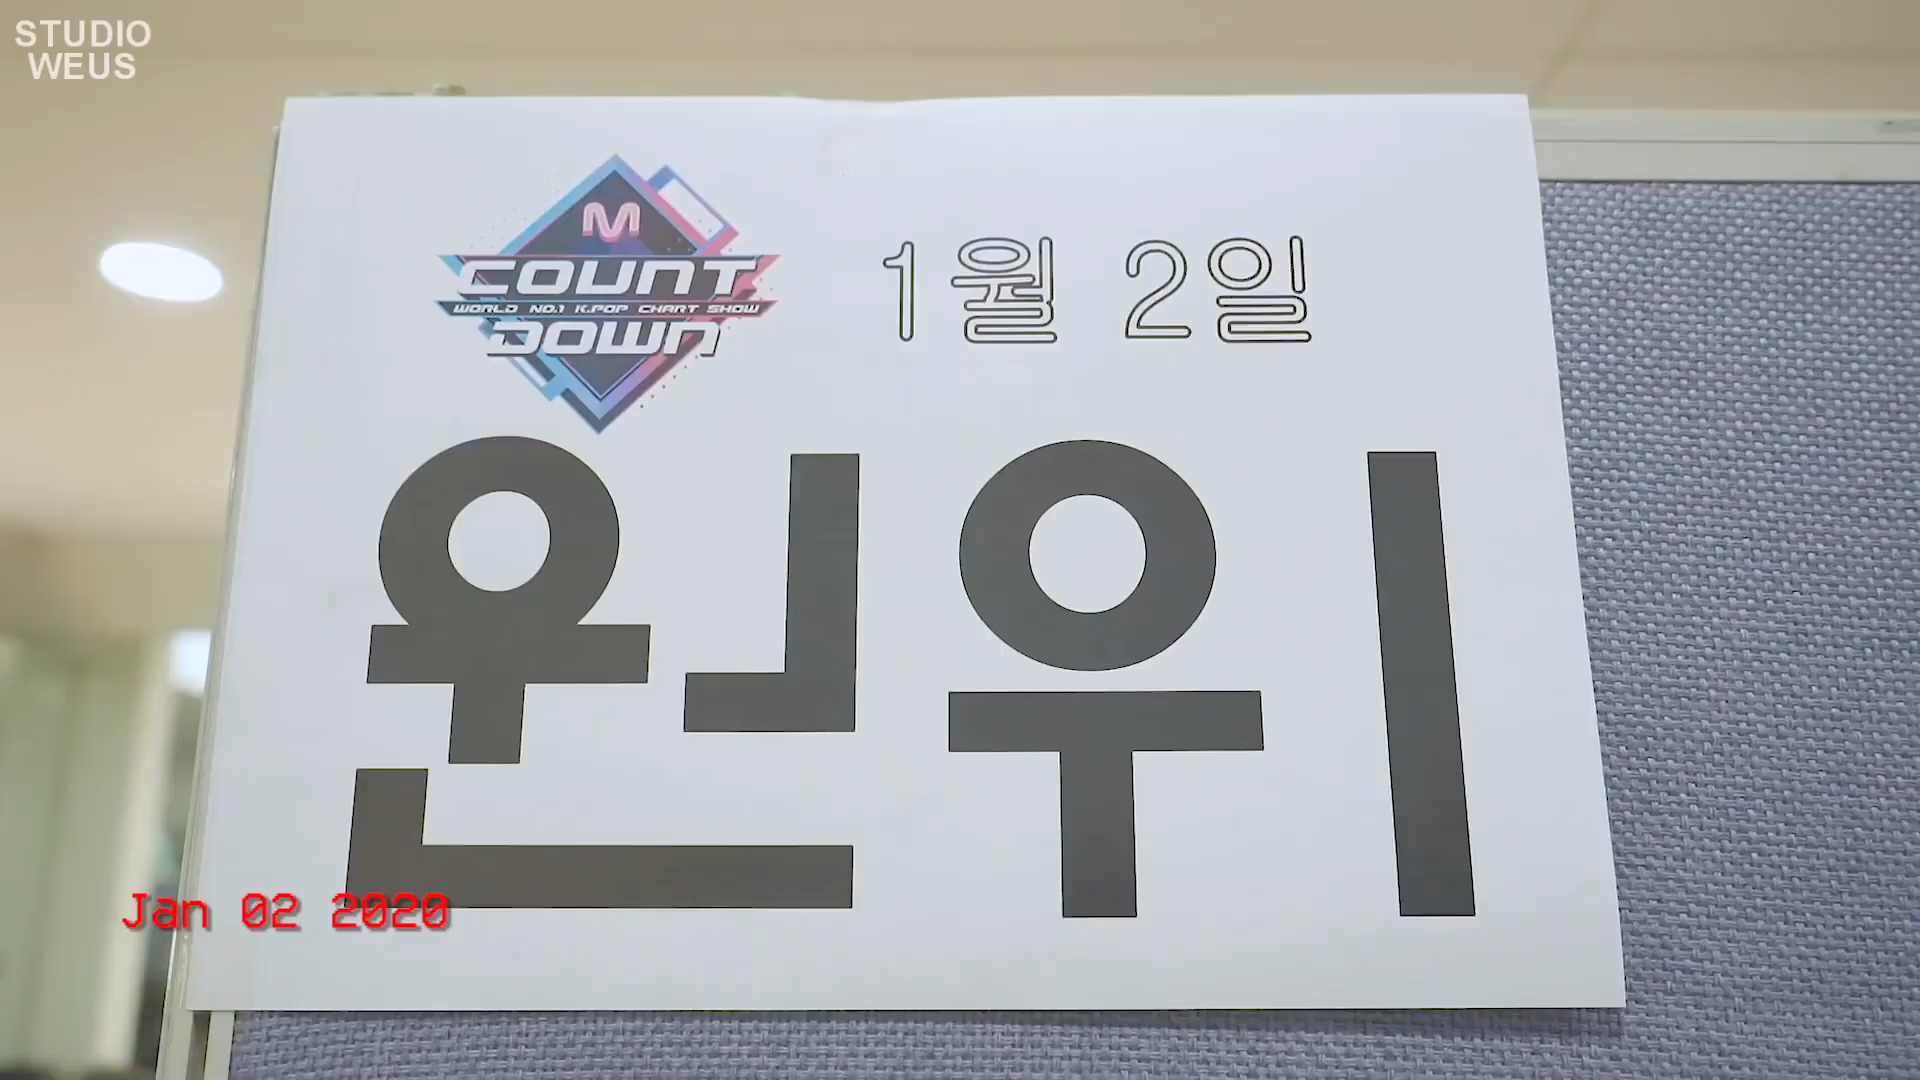 STUDIO
WEUS
M
COUNT
WORLD NO.1 K-POP CHART SHOW
DOWN
1월 2일
원위
Jan 02 2020